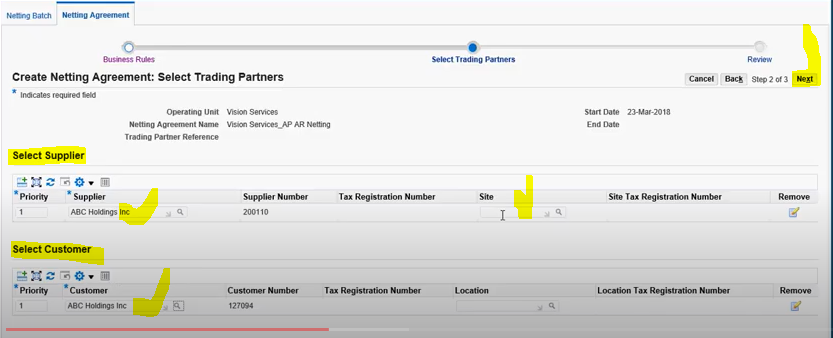 Netting Batch Netting Agreement
Business Rules Select Trading Partners Review
Create Netting Agreement: Select Trading Partners Cancel Back Step 2 of 3 Next
* Indicates required field
Operating Unit Vision Services Start Date 23-Mar-2018
Netting Agreement Name Vision Services_AP AR Netting End Date
Trading Partner Reference
Select Supplier
* Priority * Supplier Supplier Number Tax Registration Number Site Site Tax Registration Number Remove
1 ABC Holdings Inc 200110
Select Customer
* Priority * Customer Customer Number Tax Registration Number Location Location Tax Registration Number Remove
1 ABC Holdings Inc 127094